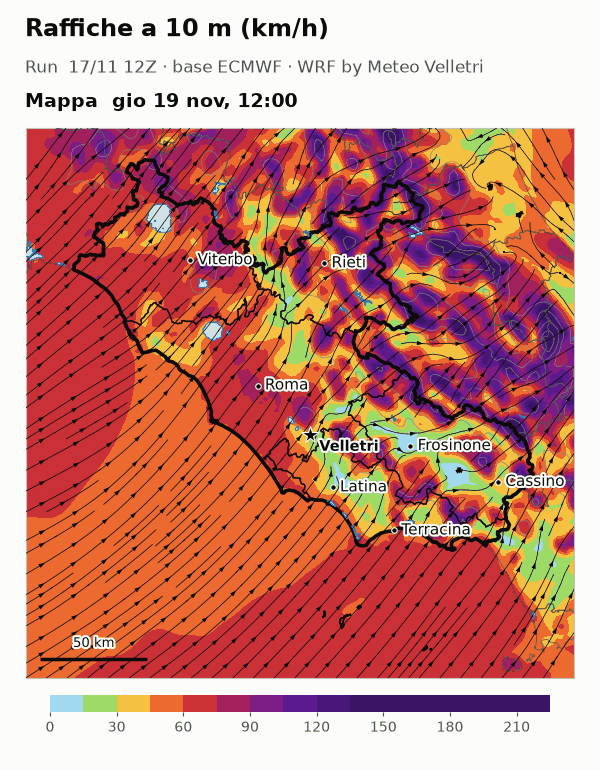 Raffiche a 10 m (km/h)
Run  17/11 12Z · base ECMWF · WRF by Meteo Velletri
Mappa  gio 19 nov, 12:00
Viterbo
Rieti
Roma
Velletri
Frosinone
Cassino
Latina
Terracina
50 km
0 30 60 90 120 150 180 210